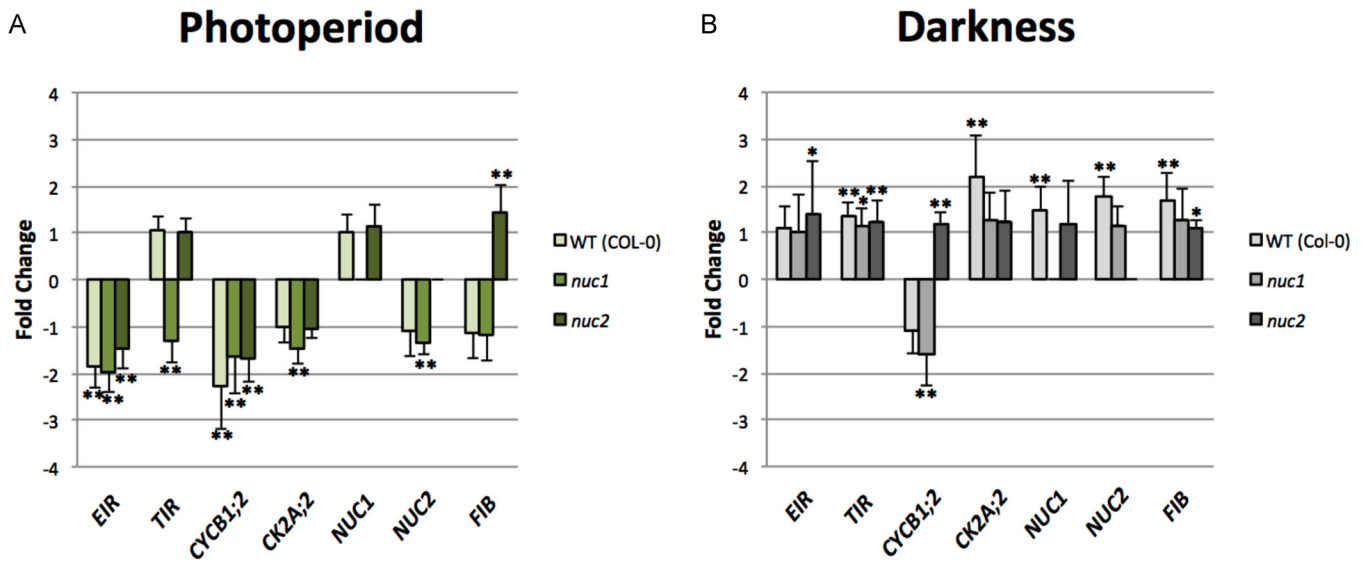 A
Photoperiod
4
3
2
1
0
-1
-2
-3
-4
Fold Change
**
**
**
**
**
**
**
**
**
**
EIR
TIR
CYCB1;2
CK2A;2
NUC1
NUC2
FIB
WT (COL-0)
nuc1
nuc2
B
Darkness
4
3
2
1
0
-1
-2
-3
-4
Fold Change
*
**
*
**
**
**
**
**
**
**
*
EIR
TIR
CYCB1;2
CK2A;2
NUC1
NUC2
FIB
WT (Col-0)
nuc1
nuc2